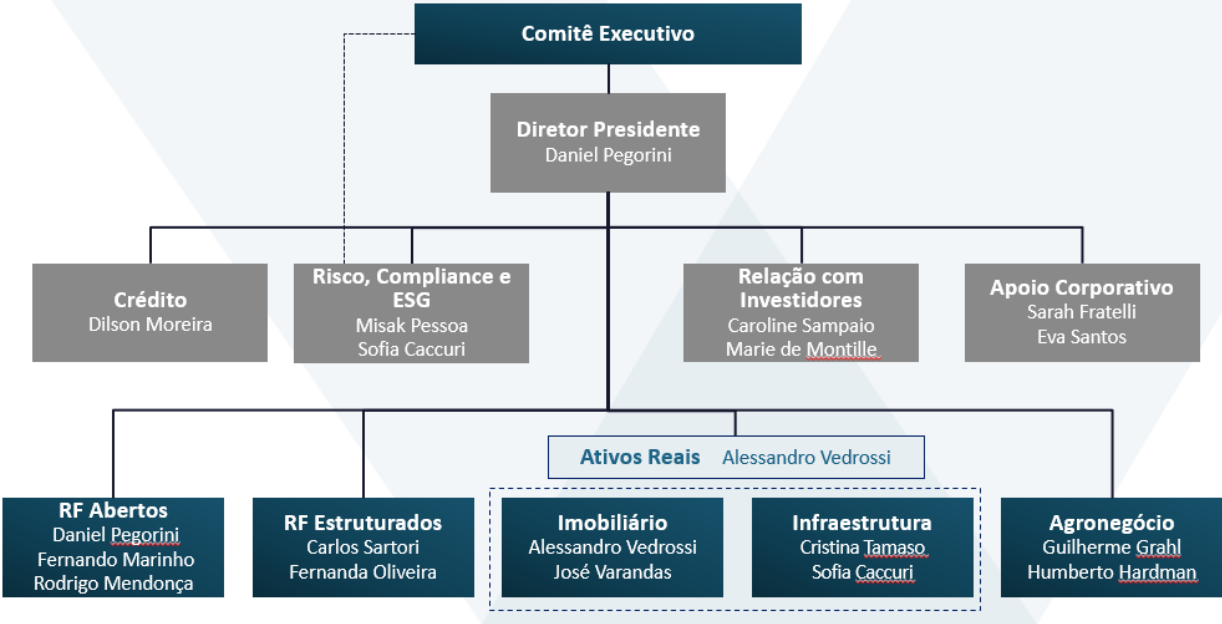 Comitê Executivo
Diretor Presidente
Daniel Pegorini
Crédito
Dilson Moreira
Risco, Compliance e
ESG
Misak Pessoa
Sofia Caccuri
Relação com
Investidores
Caroline Sampaio
Marie de Montille
Apoio Corporativo
Sarah Fratelli
Eva Santos
Ativos Reais Alessandro Vedrossi
RF Abertos
Daniel Pegorini
Fernando Marinho
Rodrigo Mendonça
RF Estruturados
Carlos Sartori
Fernanda Oliveira
Imobiliário
Alessandro Vedrossi
José Varandas
Infraestrutura
Cristina Tamaso
Sofia Caccuri
Agronegócio
Guilherme Grahl
Humberto Hardman